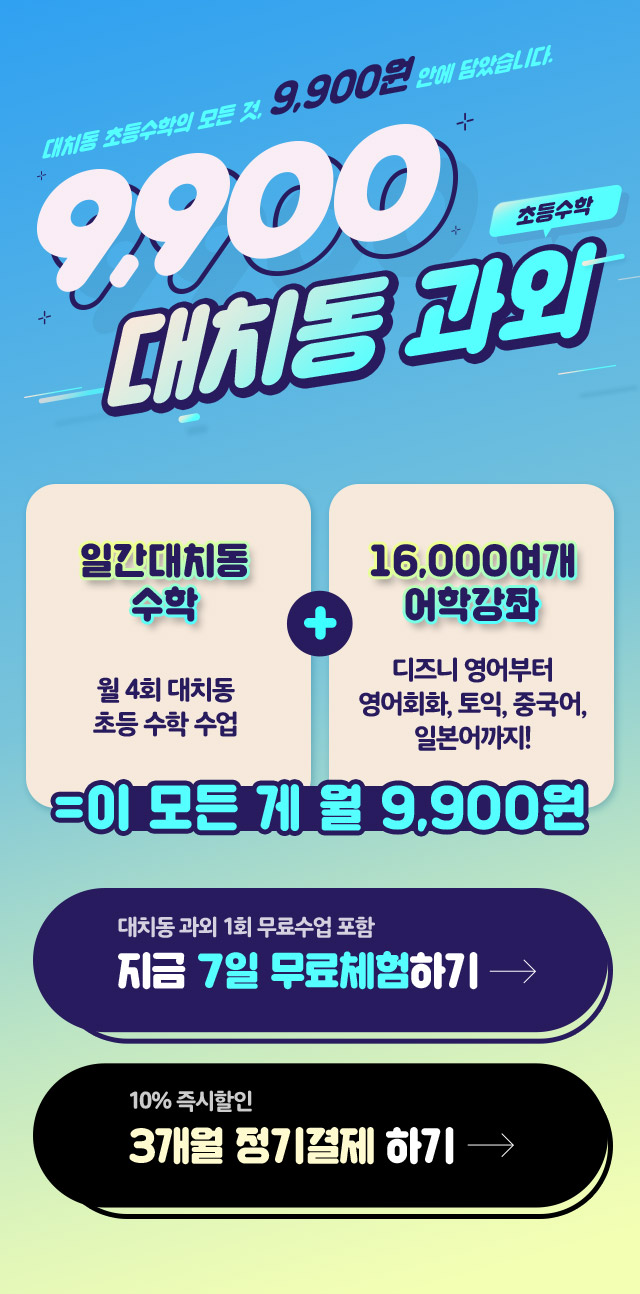 대치동 초등수학의 모든 것, 9,900원 안에 담았습니다.
9,900
초등수학
대치동 과외
일간대치동
수학
월 4회 대치동
초등 수학 수업
+
16,000여개
어학강좌
디즈니 영어부터
영어회화, 토익, 중국어,
일본어까지!
=이 모든 게 월 9,900원
대치동 과외 1회 무료수업 포함
지금 7일 무료체험하기 →
10% 즉시할인
3개월 정기결제 하기 →